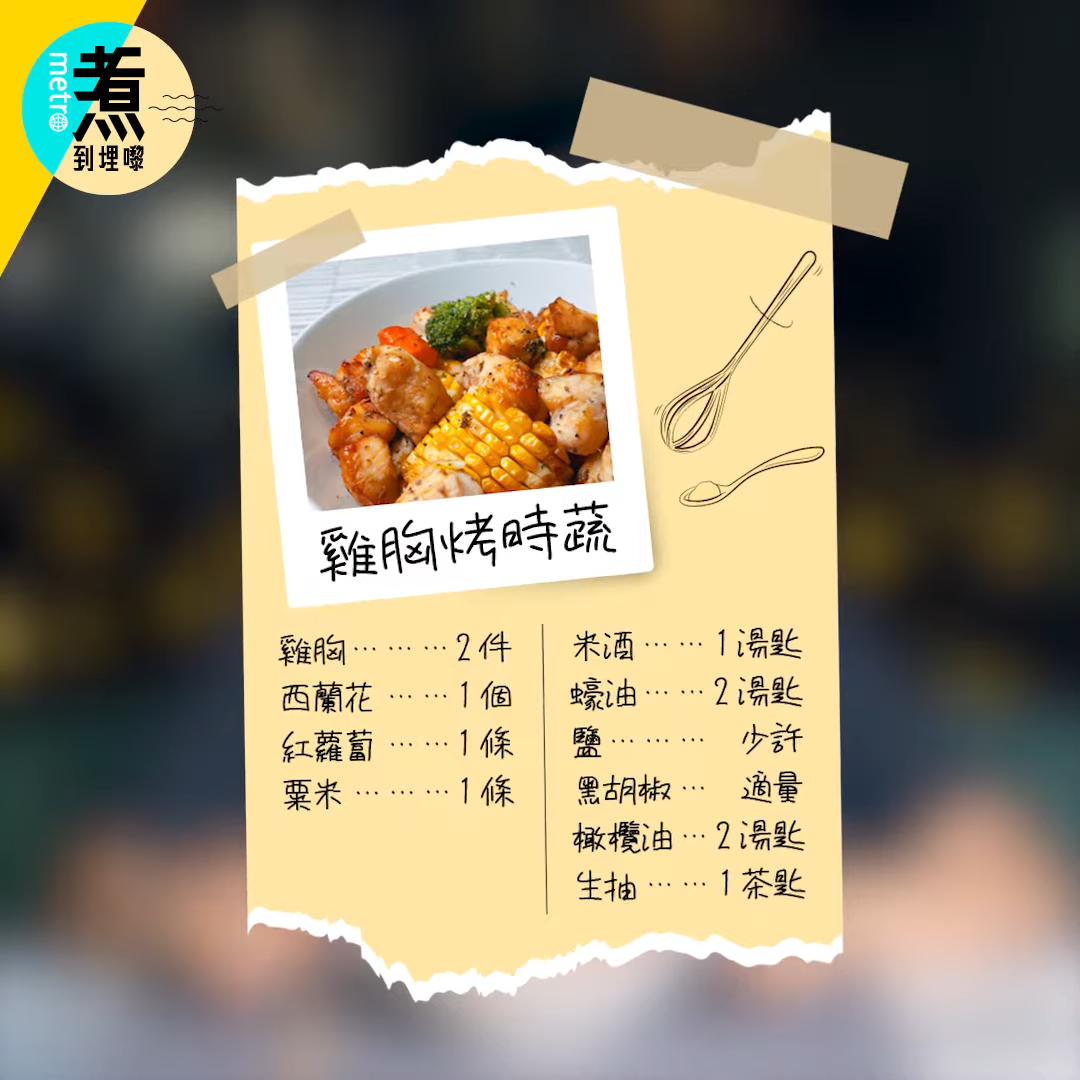 metro
煮
到埋嚟
雞胸烤時蔬
雞胸………2件
西蘭花……1個
紅蘿蔔……1條
粟米………1條
米酒……1湯匙
蠔油……2湯匙
鹽………少許
黑胡椒…適量
橄欖油…2湯匙
生抽……1茶匙